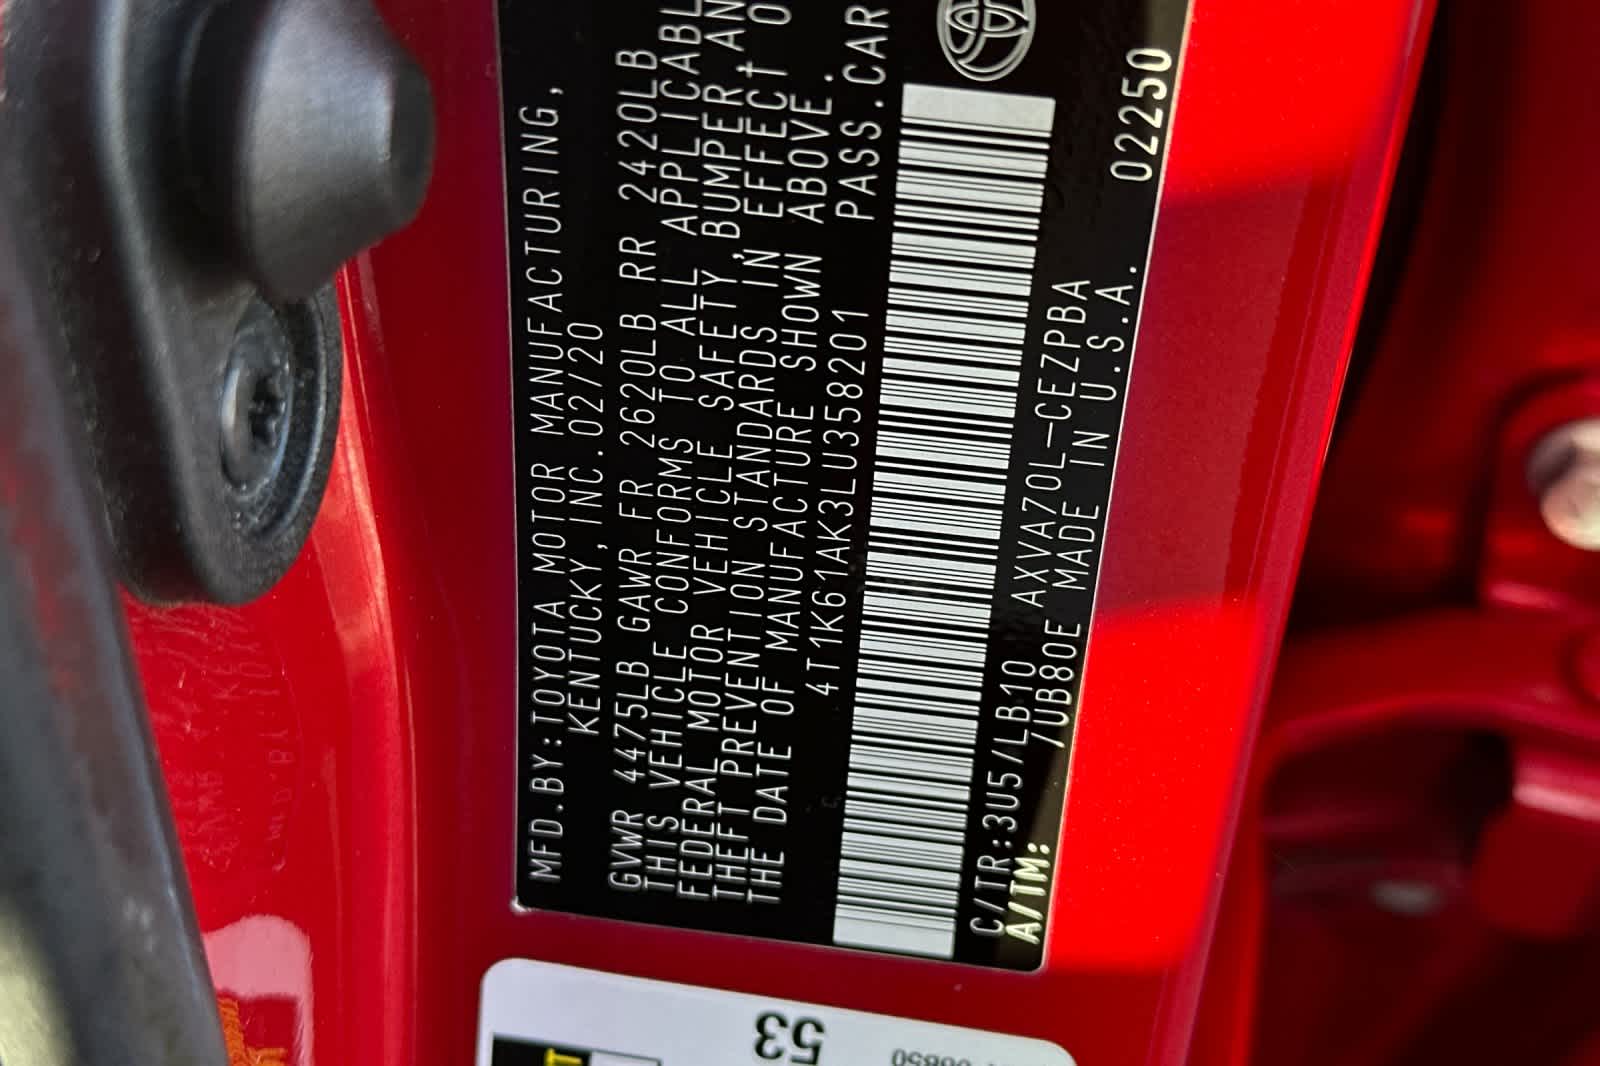 MFD.BY:TOYOTA MOTOR MANUFACTURING,
KENTUCKY,INC.02/20
GVWR 4475LB GAWR FR 2620LB RR 2420LB
THIS VEHICLE CONFORMS TO ALL APPLICABL
FEDERAL MOTOR VEHICLE SAFETY,BUMPER,AN
THEFT PREVENTION STANDARDS IN EFFECT O
THE DATE OF MANUFACTURE SHOWN ABOVE.
4T1K61AK3LU358201 PASS.CAR
C/TR:3U5/LB10 AXVA70L-CEZPBA
A/TM: /UB80E MADE IN U.S.A. 02250
53